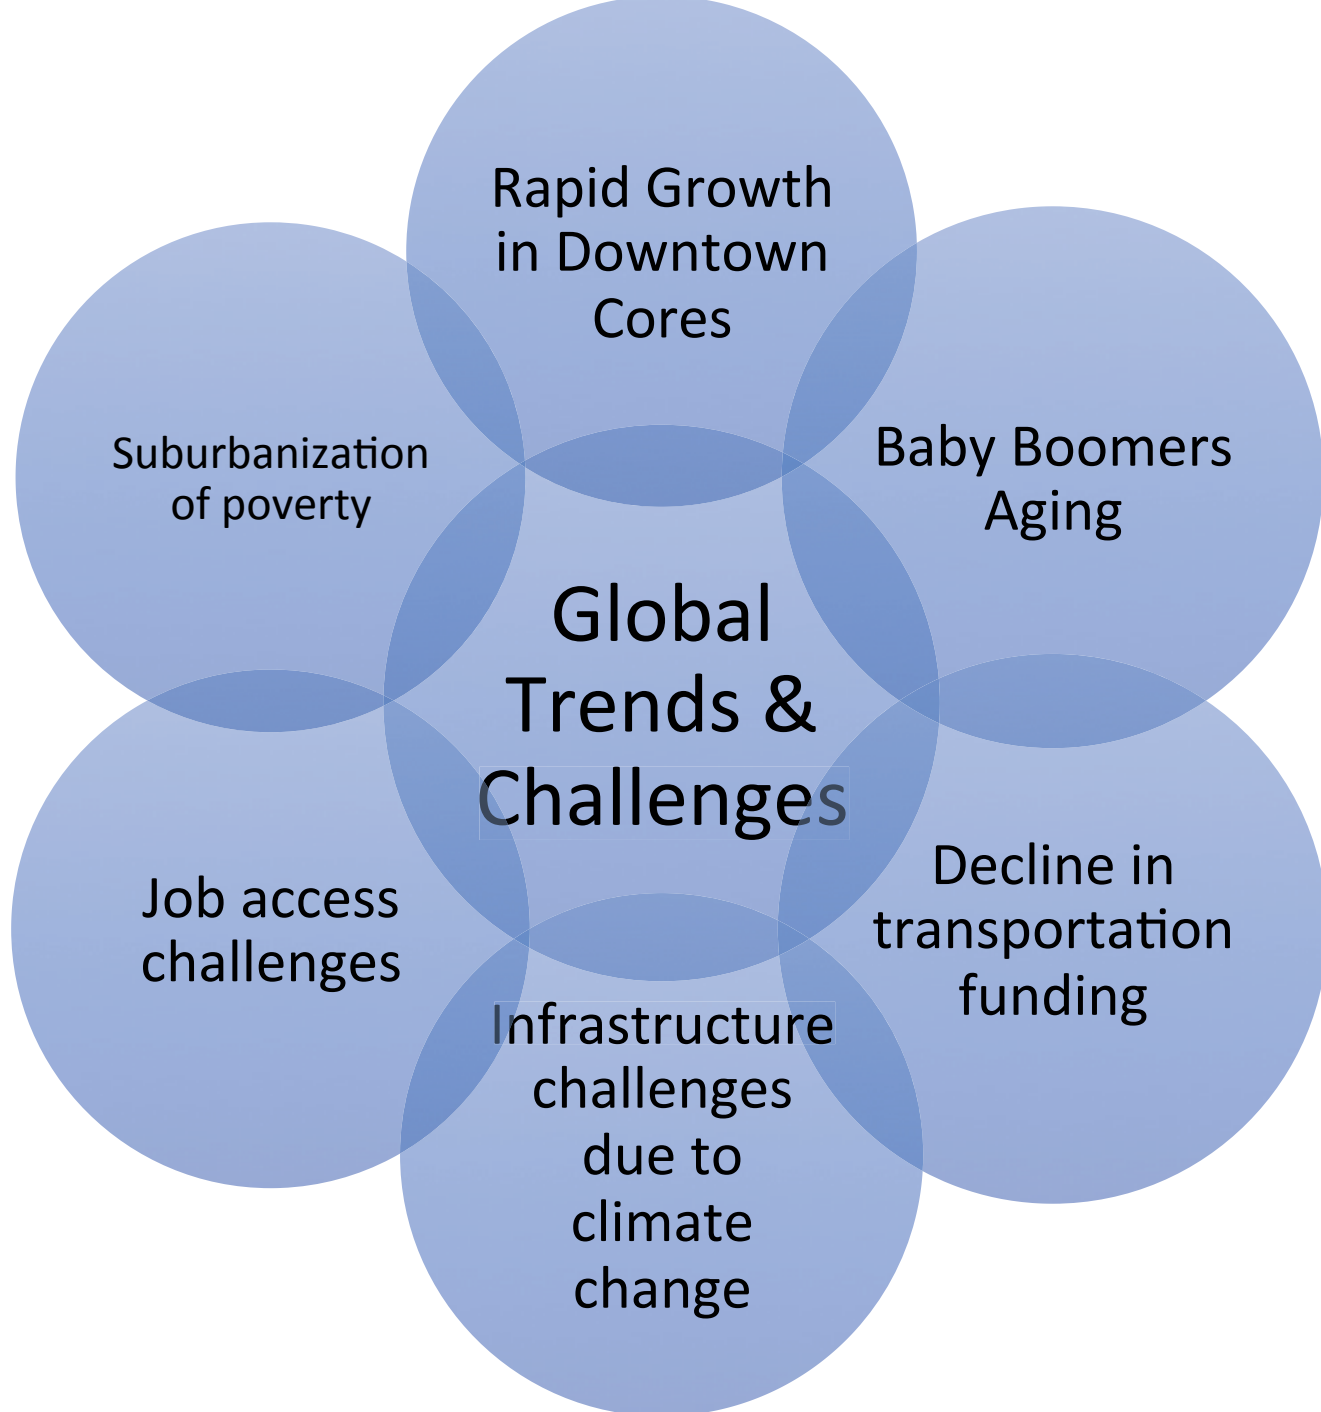 Rapid Growth
in Downtown
Cores
Baby Boomers
Aging
Suburbanization
of poverty
Global
Trends &
Challenges
Decline in
transportation
funding
Job access
challenges
Infrastructure
challenges
due to
climate
change